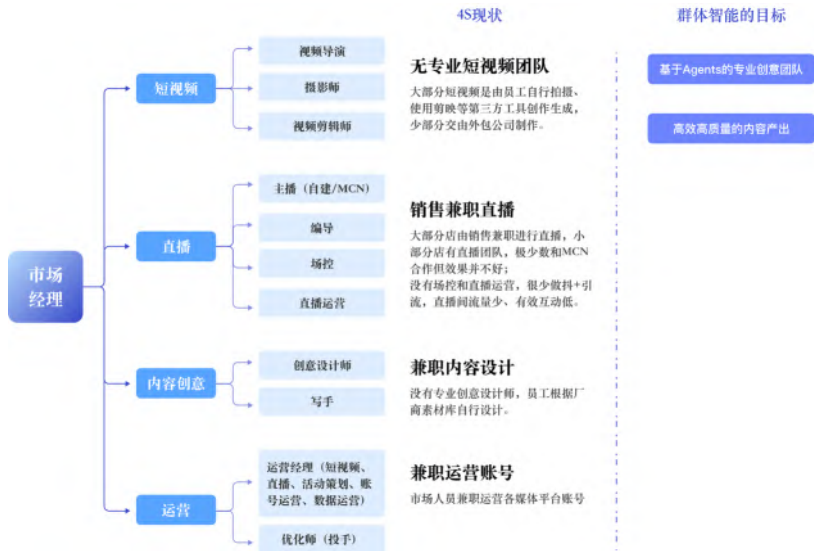 4S现状
群体智能的目标
市场
经理
短视频
视频导演
摄影师
视频剪辑师
无专业短视频团队
大部分短视频是由员工自行拍摄、
使用剪映等第三方工具创作生成，
少部分交由外包公司制作。
基于Agents的专业创意团队
高效高质量的内容产出
直播
主播（自建/MCN）
编导
场控
直播运营
销售兼职直播
大部分店由销售兼职进行直播，小
部分店有直播团队，极少数和MCN
合作但效果并不好；
没有场控和直播运营，很少做抖+引
流，直播间流量少、有效互动低。
内容创意
创意设计师
写手
兼职内容设计
没有专业创意设计师，员工根据厂
商素材库自行设计。
运营
运营经理（短视频、
直播、活动策划、账
号运营、数据运营）
优化师（投手）
兼职运营账号
市场人员兼职运营各媒体平台账号